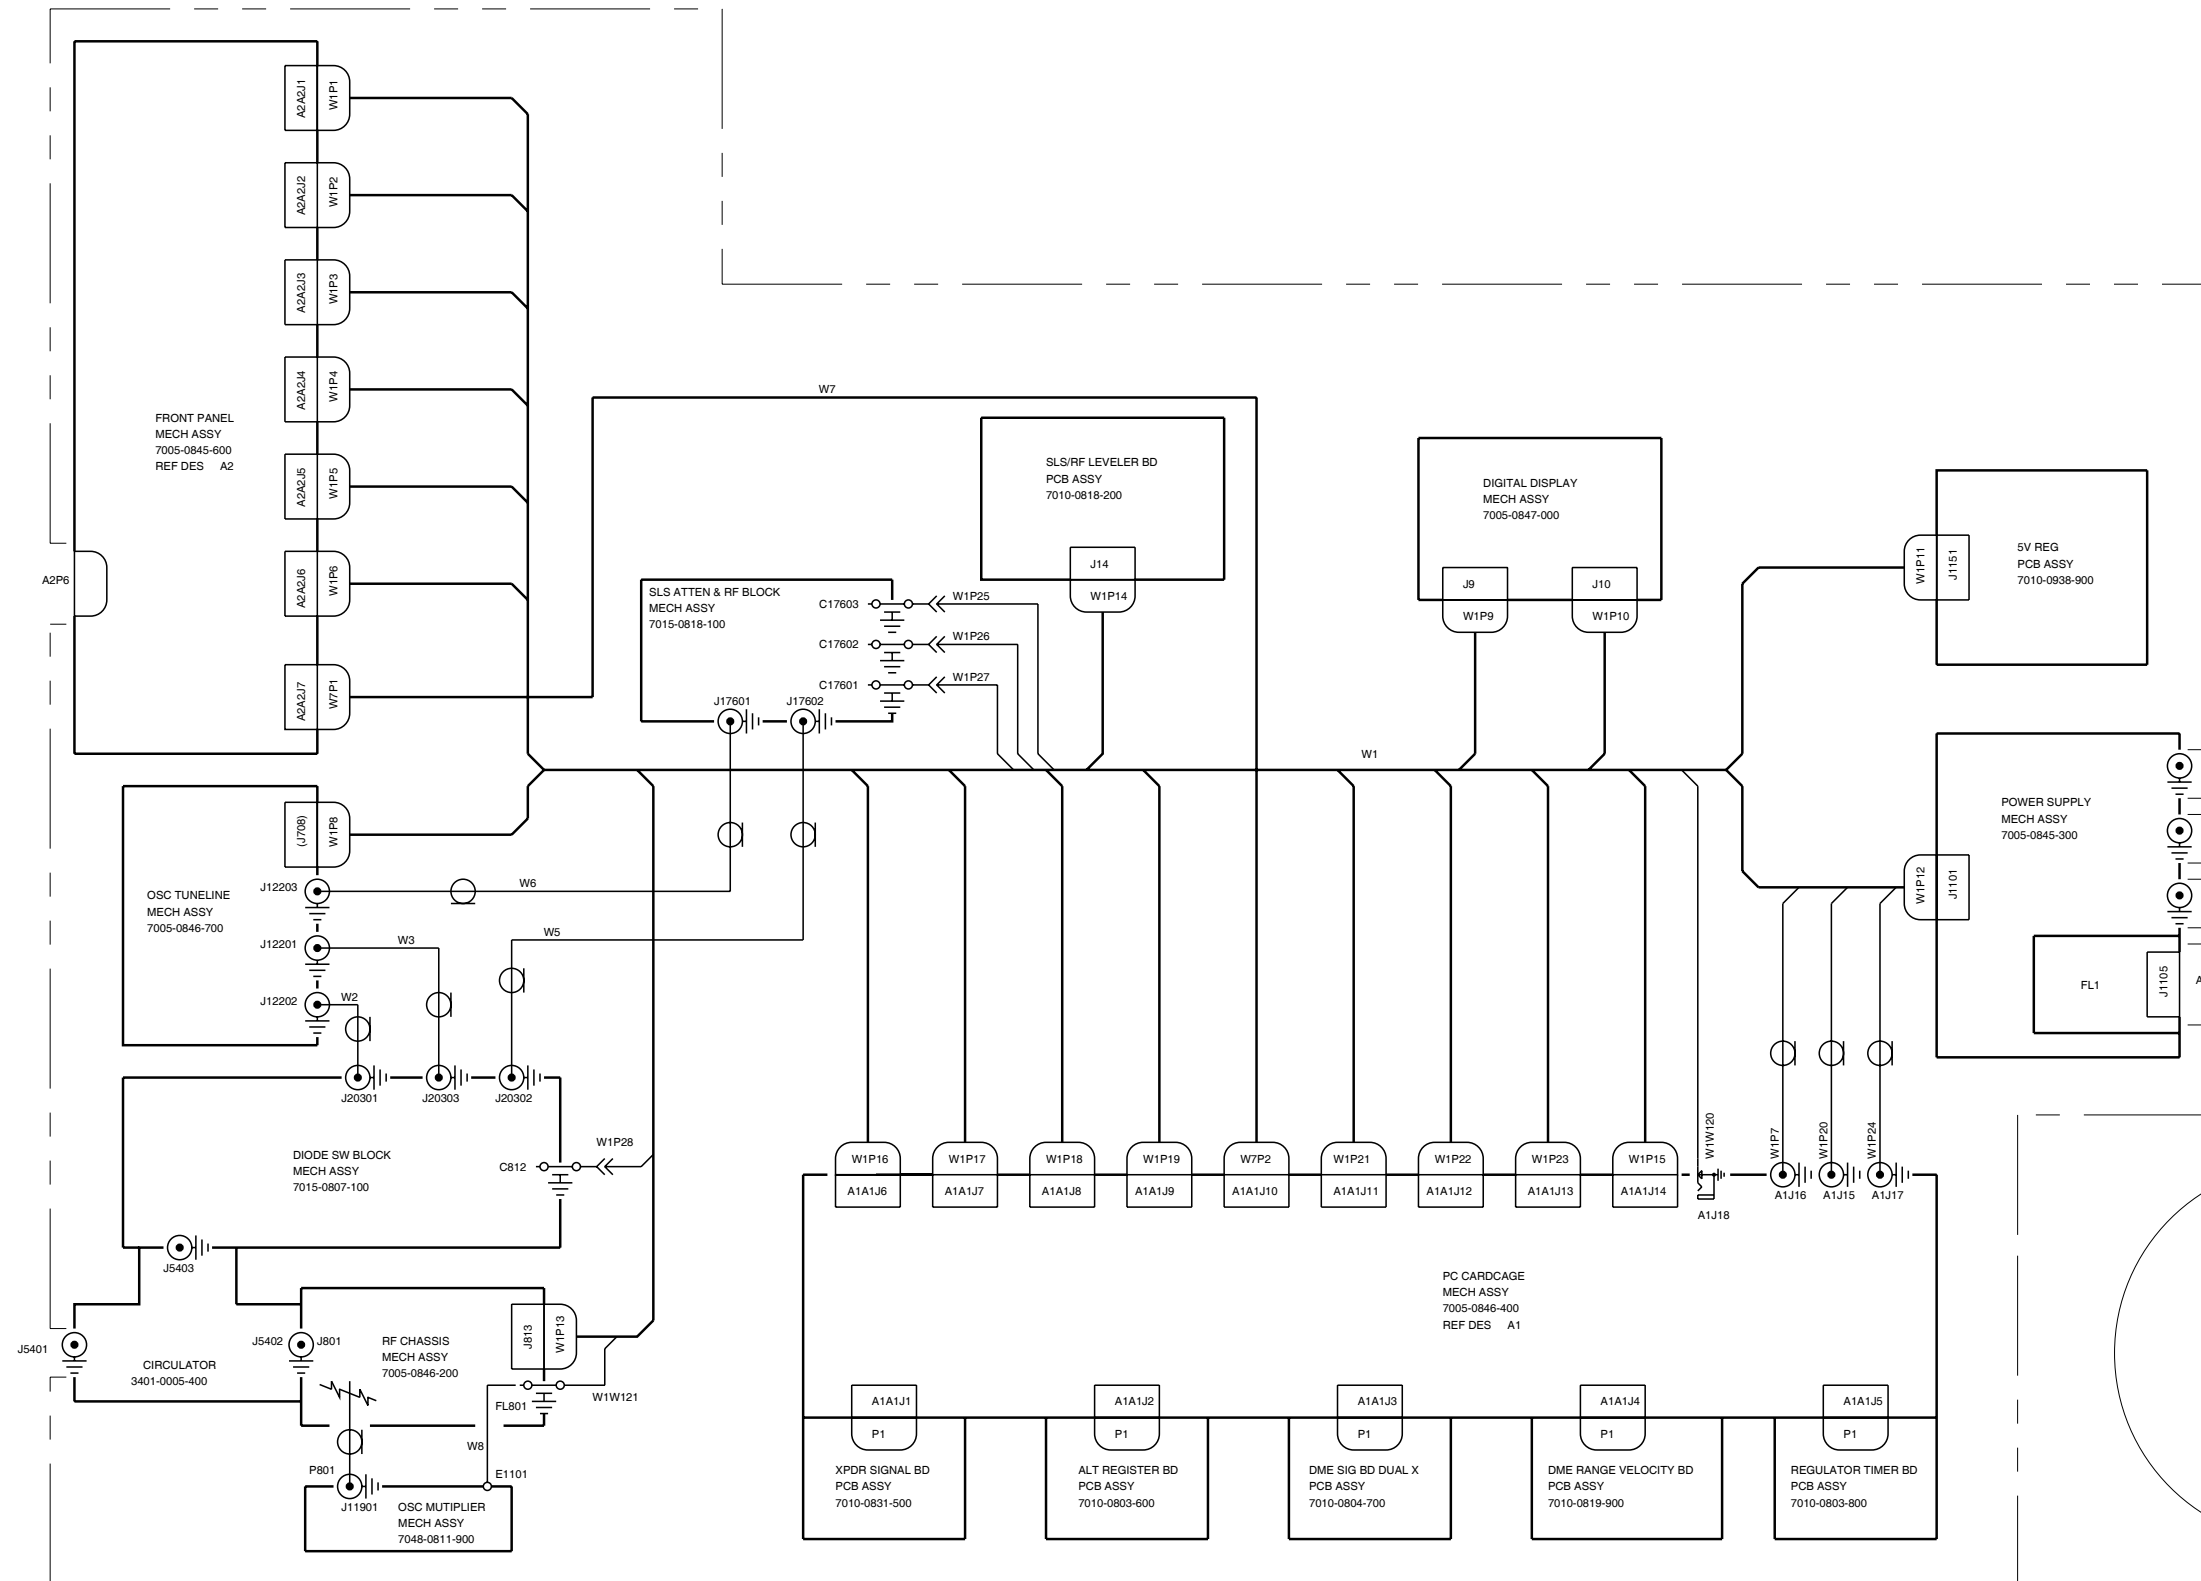 A2A2J1
W1P1
A2A2J2
W1P2
A2A2J3
W1P3
A2A2J4
W1P4
FRONT PANEL
MECH ASSY
7005-0845-600
REF DES A2
A2A2J5
W1P5
A2P6
A2A2J6
W1P6
A2A2J7
W7P1
W7
SLS/RF LEVELER BD
PCB ASSY
7010-0818-200
J14
W1P14
DIGITAL DISPLAY
MECH ASSY
7005-0847-000
J9
W1P9
J10
W1P10
W1P11
J1151
5V REG
PCB ASSY
7010-0938-900
SLS ATTEN & RF BLOCK
MECH ASSY
7015-0818-100
C17603
W1P25
C17602
W1P26
C17601
W1P27
J17601
J17602
W1
POWER SUPPLY
MECH ASSY
7005-0845-300
W1P12
J1101
FL1
J1105
A
(J708)
W1P8
OSC TUNELINE
MECH ASSY
7005-0846-700
J12203
W6
J12201
W3
W5
J12202
W2
J20301
J20303
J20302
DIODE SW BLOCK
MECH ASSY
7015-0807-100
C812
W1P28
J5403
W1P16
A1A1J6
W1P17
A1A1J7
W1P18
A1A1J8
W1P19
A1A1J9
W7P2
A1A1J10
W1P21
A1A1J11
W1P22
A1A1J12
W1P23
A1A1J13
W1P15
A1A1J14
W1W120
A1J18
W1P7
A1J16
W1P20
A1J15
W1P24
A1J17
PC CARDCAGE
MECH ASSY
7005-0846-400
REF DES A1
J5401
CIRCULATOR
3401-0005-400
J5402
J801
RF CHASSIS
MECH ASSY
7005-0846-200
J813
W1P13
FL801
W1W121
W8
P801
E1101
J11901
OSC MUTIPLIER
MECH ASSY
7048-0811-900
A1A1J1
P1
XPDR SIGNAL BD
PCB ASSY
7010-0831-500
A1A1J2
P1
ALT REGISTER BD
PCB ASSY
7010-0803-600
A1A1J3
P1
DME SIG BD DUAL X
PCB ASSY
7010-0804-700
A1A1J4
P1
DME RANGE VELOCITY BD
PCB ASSY
7010-0819-900
A1A1J5
P1
REGULATOR TIMER BD
PCB ASSY
7010-0803-800